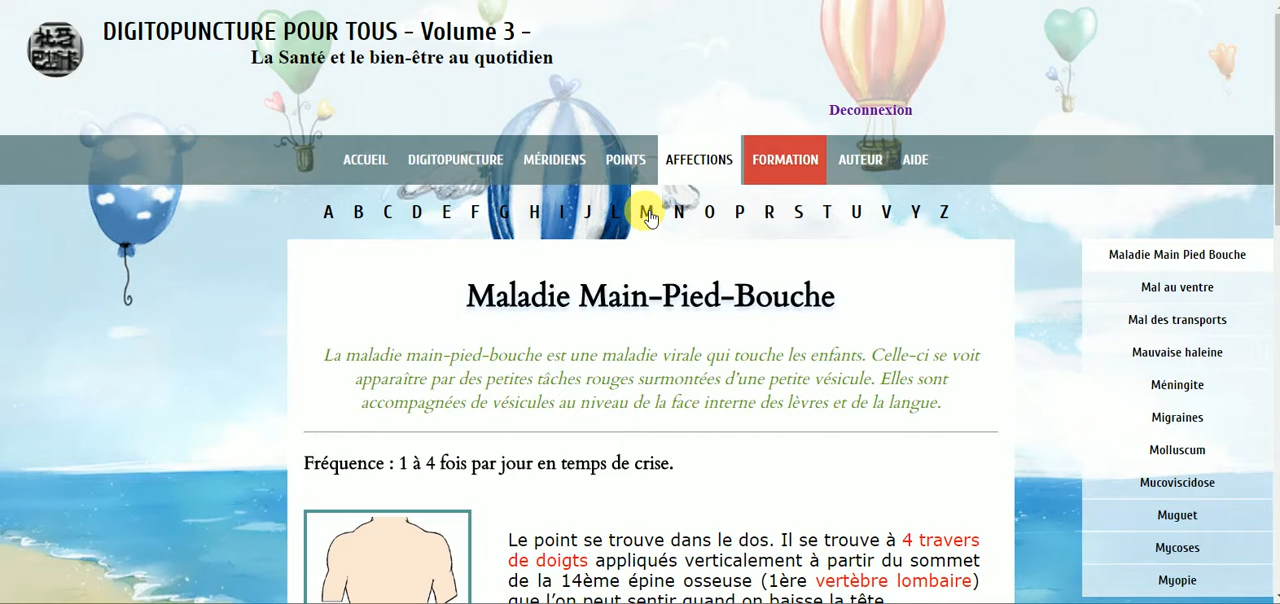 DIGITOPUNCTURE POUR TOUS - Volume 3 -
La Santé et le bien-être au quotidien
Deconnexion
ACCUEIL DIGITOPUNCTURE MÉRIDIENS POINTS AFFECTIONS FORMATION AUTEUR AIDE
A B C D E F G H I J L M N O P R S T U V Y Z
Maladie Main-Pied-Bouche
La maladie main-pied-bouche est une maladie virale qui touche les enfants. Celle-ci se voit
apparaître par des petites tâches rouges surmontées d'une petite vésicule. Elles sont
accompagnées de vésicules au niveau de la face interne des lèvres et de la langue.
Fréquence : 1 à 4 fois par jour en temps de crise.
Le point se trouve dans le dos. Il se trouve à 4 travers
de doigts appliqués verticalement à partir du sommet
de la 14ème épine osseuse (1ère vertèbre lombaire)
que l'on peut sentir quand on baisse la tête
Maladie Main Pied Bouche
Mal au ventre
Mal des transports
Mauvaise haleine
Méningite
Migraines
Molluscum
Mucoviscidose
Muguet
Mycoses
Myopie